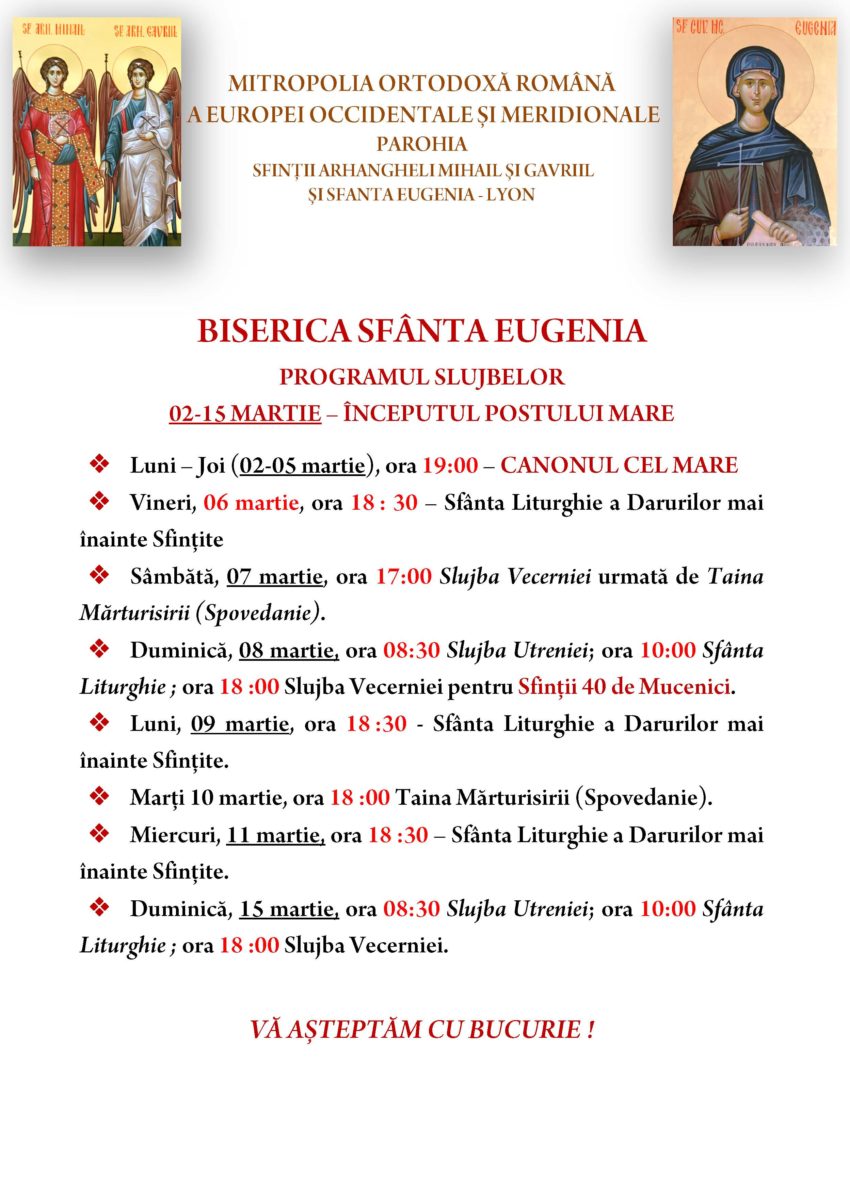 SF ARH. MIHAIL
SF ARH. GAVRIIL
SF CUV. MC.
EUGENIA
MITROPOLIA ORTODOXĂ ROMÂNĂ
A EUROPEI OCCIDENTALE ȘI MERIDIONALE
PAROHIA
SFINȚII ARHANGHELI MIHAIL ȘI GAVRIIL
ȘI SFANTA EUGENIA - LYON
BISERICA SFÂNTA EUGENIA
PROGRAMUL SLUJBELOR
02-15 MARTIE – ÎNCEPUTUL POSTULUI MARE
❖ Luni – Joi (02-05 martie), ora 19:00 – CANONUL CEL MARE
❖ Vineri, 06 martie, ora 18 : 30 – Sfânta Liturghie a Darurilor mai
înainte Sfințite
❖ Sâmbătă, 07 martie, ora 17:00 Slujba Vecerniei urmată de Taina
Mărturisirii (Spovedanie).
❖ Duminică, 08 martie, ora 08:30 Slujba Utreniei; ora 10:00 Sfânta
Liturghie ; ora 18 :00 Slujba Vecerniei pentru Sfinții 40 de Mucenici.
❖ Luni, 09 martie, ora 18 :30 - Sfânta Liturghie a Darurilor mai
înainte Sfințite.
❖ Marți 10 martie, ora 18 :00 Taina Mărturisirii (Spovedanie).
❖ Miercuri, 11 martie, ora 18 :30 – Sfânta Liturghie a Darurilor mai
înainte Sfințite.
❖ Duminică, 15 martie, ora 08:30 Slujba Utreniei; ora 10:00 Sfânta
Liturghie ; ora 18 :00 Slujba Vecerniei.
VĂ AȘTEPTĂM CU BUCURIE !